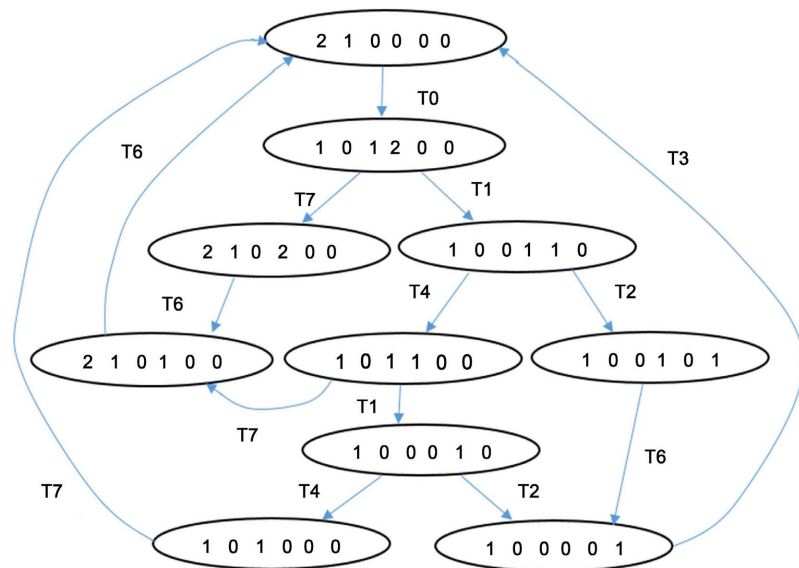 2 1 0 0 0 0
T0
1 0 1 2 0 0
T6
T3
T7
T1
2 1 0 2 0 0
1 0 0 1 1 0
T6
T4
T2
2 1 0 1 0 0
1 0 1 1 0 0
1 0 0 1 0 1
T1
T7
1 0 0 0 1 0
T6
T7
T4
T2
1 0 1 0 0 0
1 0 0 0 0 1